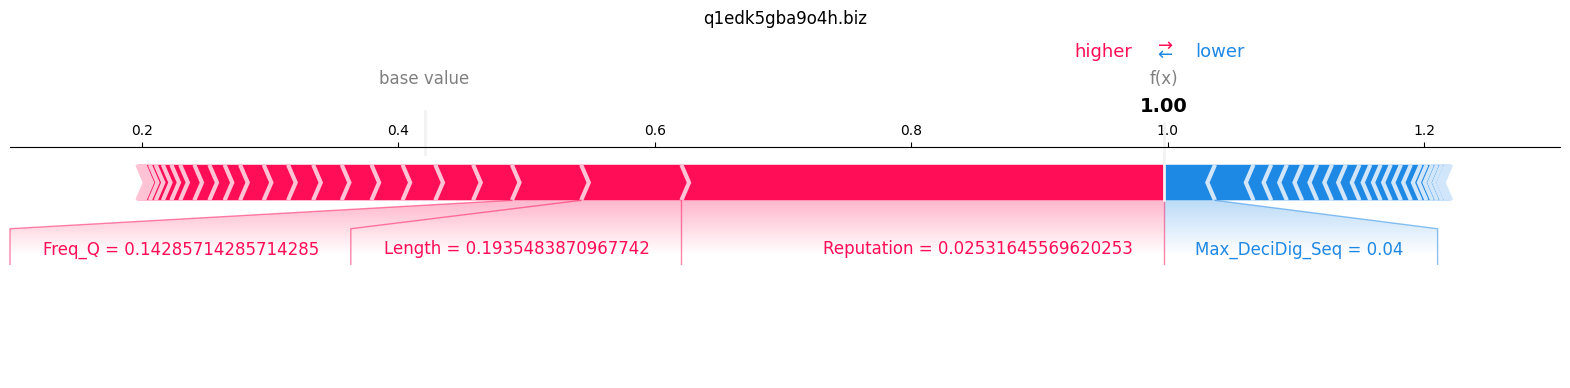 q1edk5gba9o4h.biz
higher ⇄ lower
base value
f(x)
1.00
0.2 0.4 0.6 0.8 1.0 1.2
Freq_Q = 0.14285714285714285 Length = 0.1935483870967742 Reputation = 0.02531645569620253 Max_DeciDig_Seq = 0.04